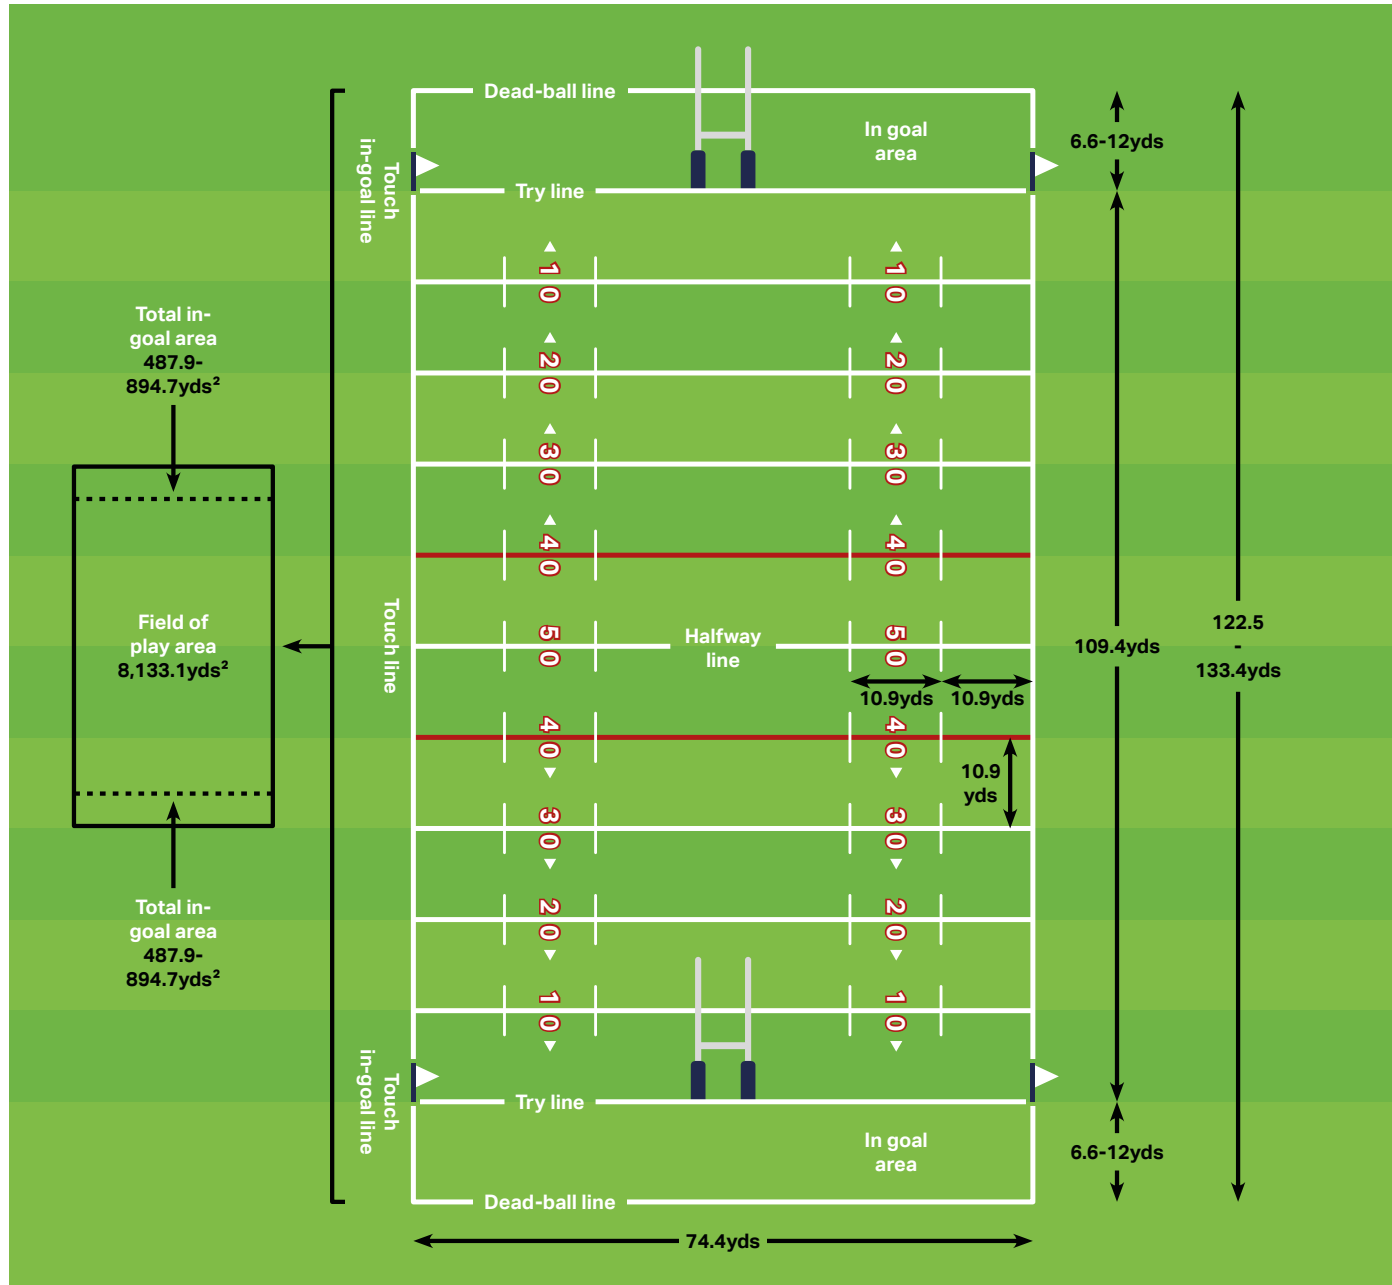 Dead-ball line
In goal
area
6.6-12yds
Touch
in-goal line
Try line
10
10
Total in-
goal area
487.9-
894.7yds²
20
20
30
30
40
40
Touch line
Field of
play area
8,133.1yds²
50
Halfway
line
50
109.4yds
122.5
-
133.4yds
10.9yds
10.9yds
40
40
10.9
yds
30
30
Total in-
goal area
487.9-
894.7yds²
20
20
10
10
Touch
in-goal line
Try line
In goal
area
6.6-12yds
Dead-ball line
74.4yds